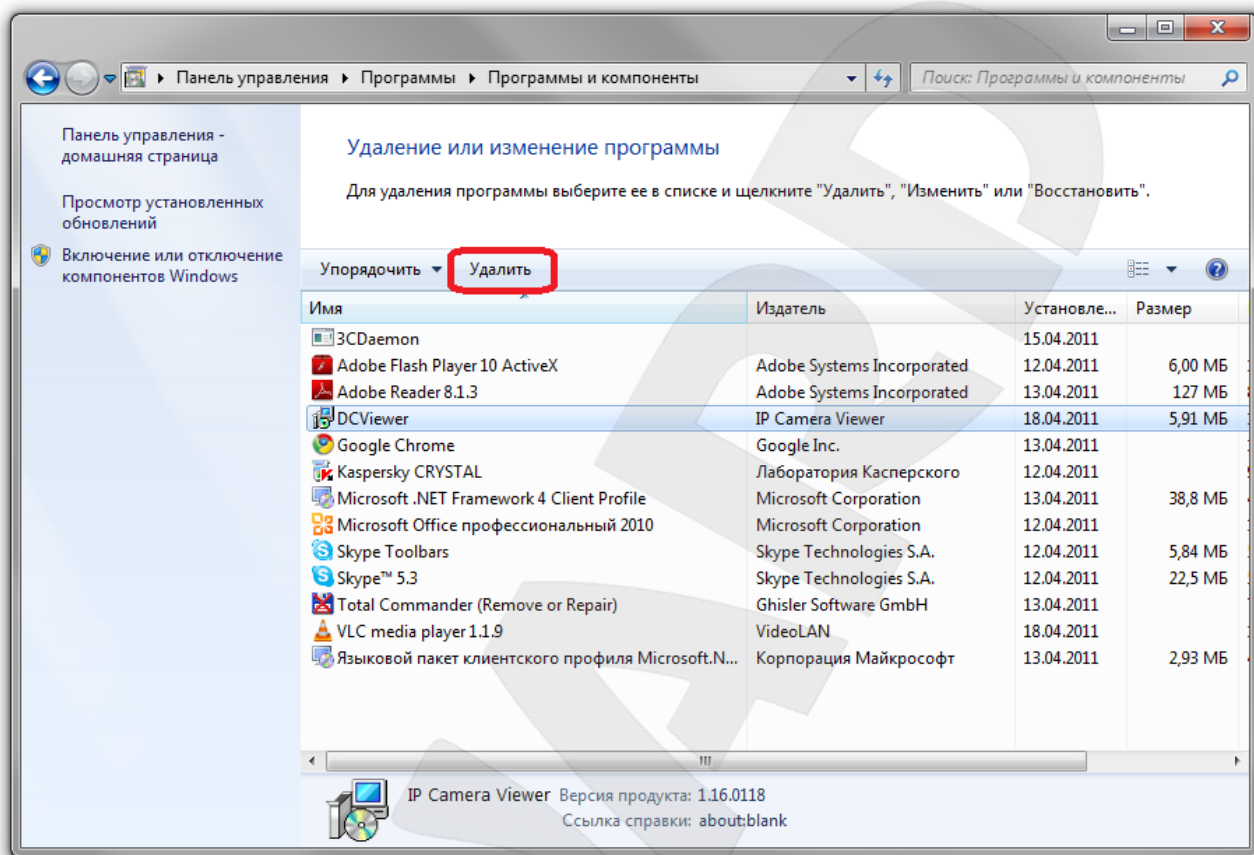 Панель управления ▸ Программы ▸ Программы и компоненты
Поиск: Программы и компоненты
Панель управления -
домашняя страница
Просмотр установленных
обновлений
Включение или отключение
компонентов Windows
Удаление или изменение программы
Для удаления программы выберите ее в списке и щелкните "Удалить", "Изменить" или "Восстановить".
Упорядочить Удалить
Имя Издатель Установле... Размер
3CDaemon 15.04.2011
Adobe Flash Player 10 ActiveX Adobe Systems Incorporated 12.04.2011 6,00 МБ
Adobe Reader 8.1.3 Adobe Systems Incorporated 13.04.2011 127 МБ
DCViewer IP Camera Viewer 18.04.2011 5,91 МБ
Google Chrome Google Inc. 13.04.2011
Kaspersky CRYSTAL Лаборатория Касперского 12.04.2011
Microsoft .NET Framework 4 Client Profile Microsoft Corporation 13.04.2011 38,8 МБ
Microsoft Office профессиональный 2010 Microsoft Corporation 12.04.2011
Skype Toolbars Skype Technologies S.A. 12.04.2011 5,84 МБ
Skype™ 5.3 Skype Technologies S.A. 12.04.2011 22,5 МБ
Total Commander (Remove or Repair) Ghisler Software GmbH 13.04.2011
VLC media player 1.1.9 VideoLAN 18.04.2011
Языковой пакет клиентского профиля Microsoft.N... Корпорация Майкрософт 13.04.2011 2,93 МБ
IP Camera Viewer Версия продукта: 1.16.0118
Ссылка справки: about:blank